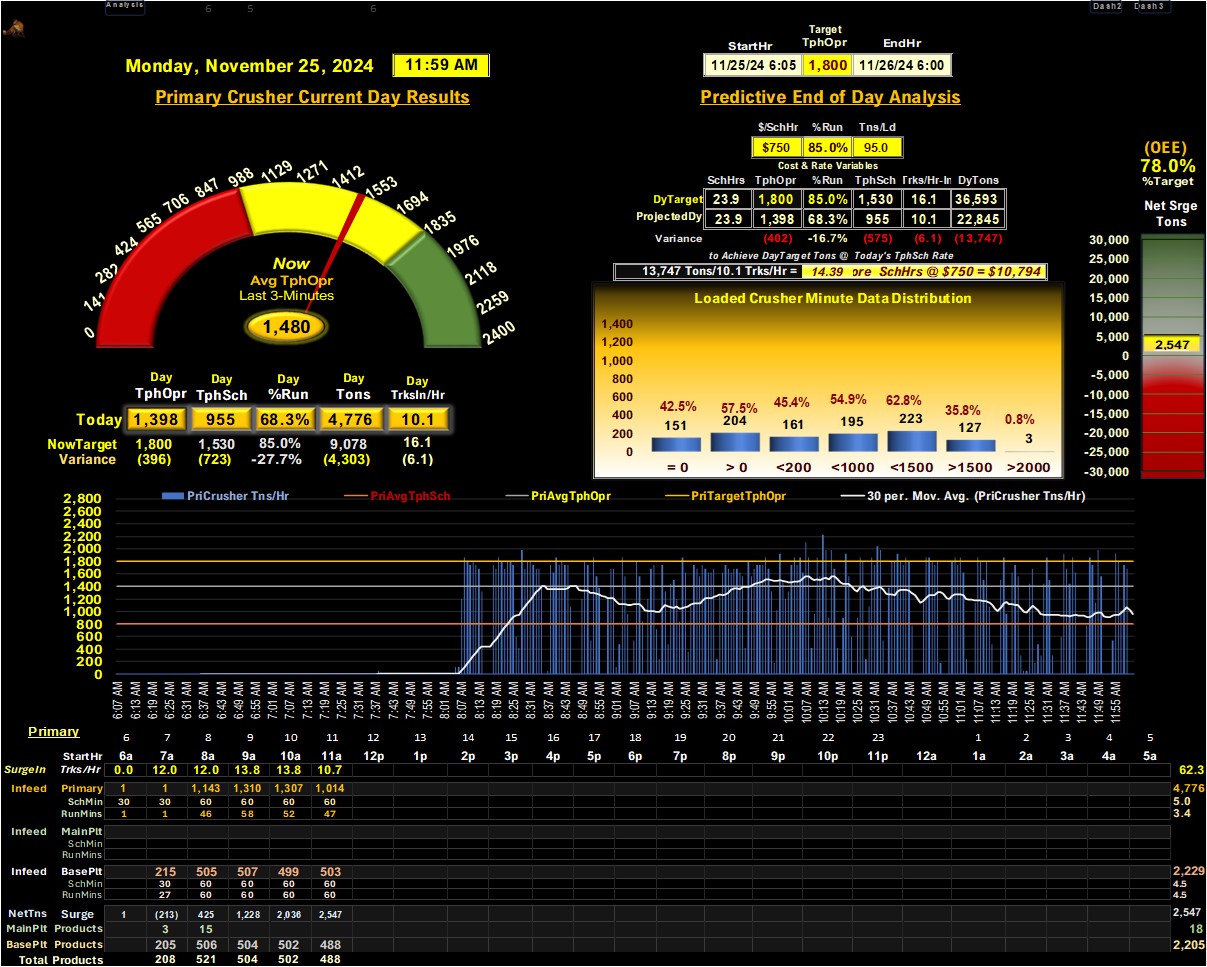 Analysis 6 5 6 Dash2 Dash3
Monday, November 25, 2024 11:59 AM
Primary Crusher Current Day Results
0 141 282 424 565 706 847 988 1129 1271 1412 1553 1694 1835 1976 2118 2259 2400
Now
Avg TphOpr
Last 3-Minutes
1,480
Day Day Day Day Day
TphOpr TphSch %Run Tons TrksIn/Hr
Today 1,398 955 68.3% 4,776 10.1
NowTarget 1,800 1,530 85.0% 9,078 16.1
Variance (396) (723) -27.7% (4,303) (6.1)
Target
StartHr TphOpr EndHr
11/25/24 6:05 1,800 11/26/24 6:00
Predictive End of Day Analysis
$/SchHr %Run Tns/Ld
$750 85.0% 95.0
Cost & Rate Variables
SchHrs TphOpr %Run TphSch Trks/Hr-In DyTons
DyTarget 23.9 1,800 85.0% 1,530 16.1 36,593
ProjectedDy 23.9 1,398 68.3% 955 10.1 22,845
Variance (402) -16.7% (575) (6.1) (13,747)
to Achieve DayTarget Tons @ Today's TphSch Rate
13,747 Tons/10.1 Trks/Hr = 14.39 ore SchHrs @ $750 = $10,794
Loaded Crusher Minute Data Distribution
1,400
1,200
1,000
800
600
400
200
0
42.5% 57.5% 45.4% 54.9% 62.8% 35.8% 0.8%
151 204 161 195 223 127 3
= 0 > 0 <200 <1000 <1500 >1500 >2000
(OEE)
78.0%
%Target
Net Srge
Tons
30,000
25,000
20,000
15,000
10,000
5,000
2,547
0
-5,000
-10,000
-15,000
-20,000
-25,000
-30,000
PriCrusher Tns/Hr PriAvgTphSch PriAvgTphOpr PriTargetTphOpr 30 per. Mov. Avg. (PriCrusher Tns/Hr)
2,800
2,600
2,400
2,200
2,000
1,800
1,600
1,400
1,200
1,000
800
600
400
200
0
6:07 AM 6:13 AM 6:19 AM 6:25 AM 6:31 AM 6:37 AM 6:43 AM 6:49 AM 6:55 AM 7:01 AM 7:07 AM 7:13 AM 7:19 AM 7:25 AM 7:31 AM 7:37 AM 7:43 AM 7:49 AM 7:55 AM 8:01 AM 8:07 AM 8:13 AM 8:19 AM 8:25 AM 8:31 AM 8:37 AM 8:43 AM 8:49 AM 8:55 AM 9:01 AM 9:07 AM 9:13 AM 9:19 AM 9:25 AM 9:31 AM 9:37 AM 9:43 AM 9:49 AM 9:55 AM 10:01 AM 10:07 AM 10:13 AM 10:19 AM 10:25 AM 10:31 AM 10:37 AM 10:43 AM 10:49 AM 10:55 AM 11:01 AM 11:07 AM 11:13 AM 11:19 AM 11:25 AM 11:31 AM 11:37 AM 11:43 AM 11:49 AM 11:55 AM
Primary 6 7 8 9 10 11 12 13 14 15 16 17 18 19 20 21 22 23 1 2 3 4 5
StartHr 6a 7a 8a 9a 10a 11a 12p 1p 2p 3p 4p 5p 6p 7p 8p 9p 10p 11p 12a 1a 2a 3a 4a 5a
SurgeIn Trks/Hr 0.0 12.0 12.0 13.8 13.8 10.7 62.3
Infeed Primary 1 1 1,143 1,310 1,307 1,014 4,776
SchMin 30 30 60 60 60 60 5.0
RunMins 1 1 46 58 52 47 3.4
Infeed MainPlt
SchMin
RunMins
Infeed BasePlt 215 505 507 499 503 2,229
SchMin 30 60 60 60 60 4.5
RunMins 27 60 60 60 60 4.5
NetTns Surge 1 (213) 425 1,228 2,036 2,547 2,547
MainPlt Products 3 15 18
BasePlt Products 205 506 504 502 488 2,205
Total Products 208 521 504 502 488